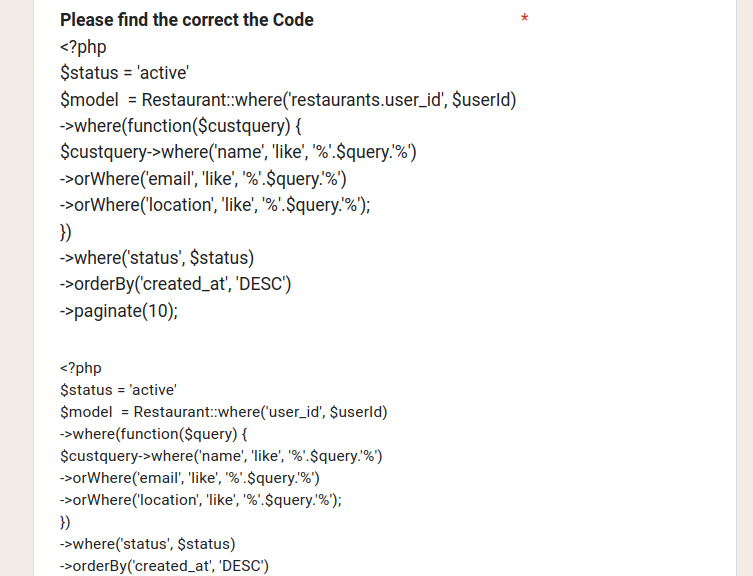 Please find the correct the Code *
<?php
$status = 'active'
$model  = Restaurant::where('restaurants.user_id', $userId)
->where(function($custquery) {
$custquery->where('name', 'like', '%'.$query.'%')
->orWhere('email', 'like', '%'.$query.'%')
->orWhere('location', 'like', '%'.$query.'%');
})
->where('status', $status)
->orderBy('created_at', 'DESC')
->paginate(10);
<?php
$status = 'active'
$model  = Restaurant::where('user_id', $userId)
->where(function($query) {
$custquery->where('name', 'like', '%'.$query.'%')
->orWhere('email', 'like', '%'.$query.'%')
->orWhere('location', 'like', '%'.$query.'%');
})
->where('status', $status)
->orderBy('created_at', 'DESC')